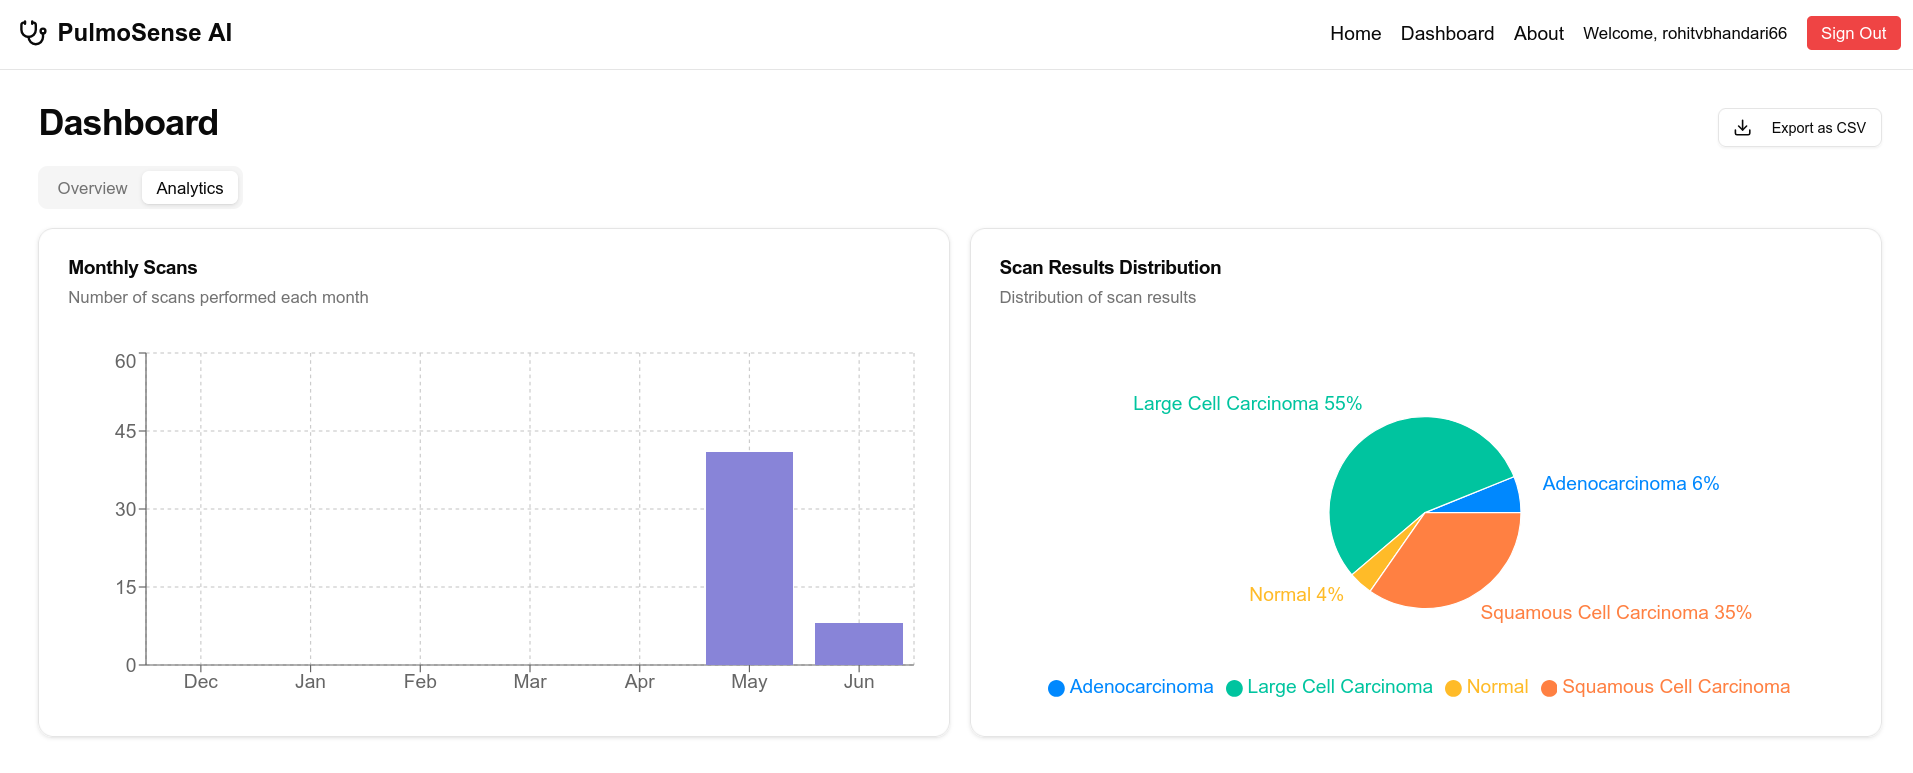 PulmoSense AI
Home Dashboard About Welcome, rohitvbhandari66 Sign Out
Dashboard
Export as CSV
Overview Analytics
Monthly Scans
Number of scans performed each month
60
45
30
15
0
Dec Jan Feb Mar Apr May Jun
Scan Results Distribution
Distribution of scan results
Large Cell Carcinoma 55%
Adenocarcinoma 6%
Normal 4%
Squamous Cell Carcinoma 35%
Adenocarcinoma Large Cell Carcinoma Normal Squamous Cell Carcinoma